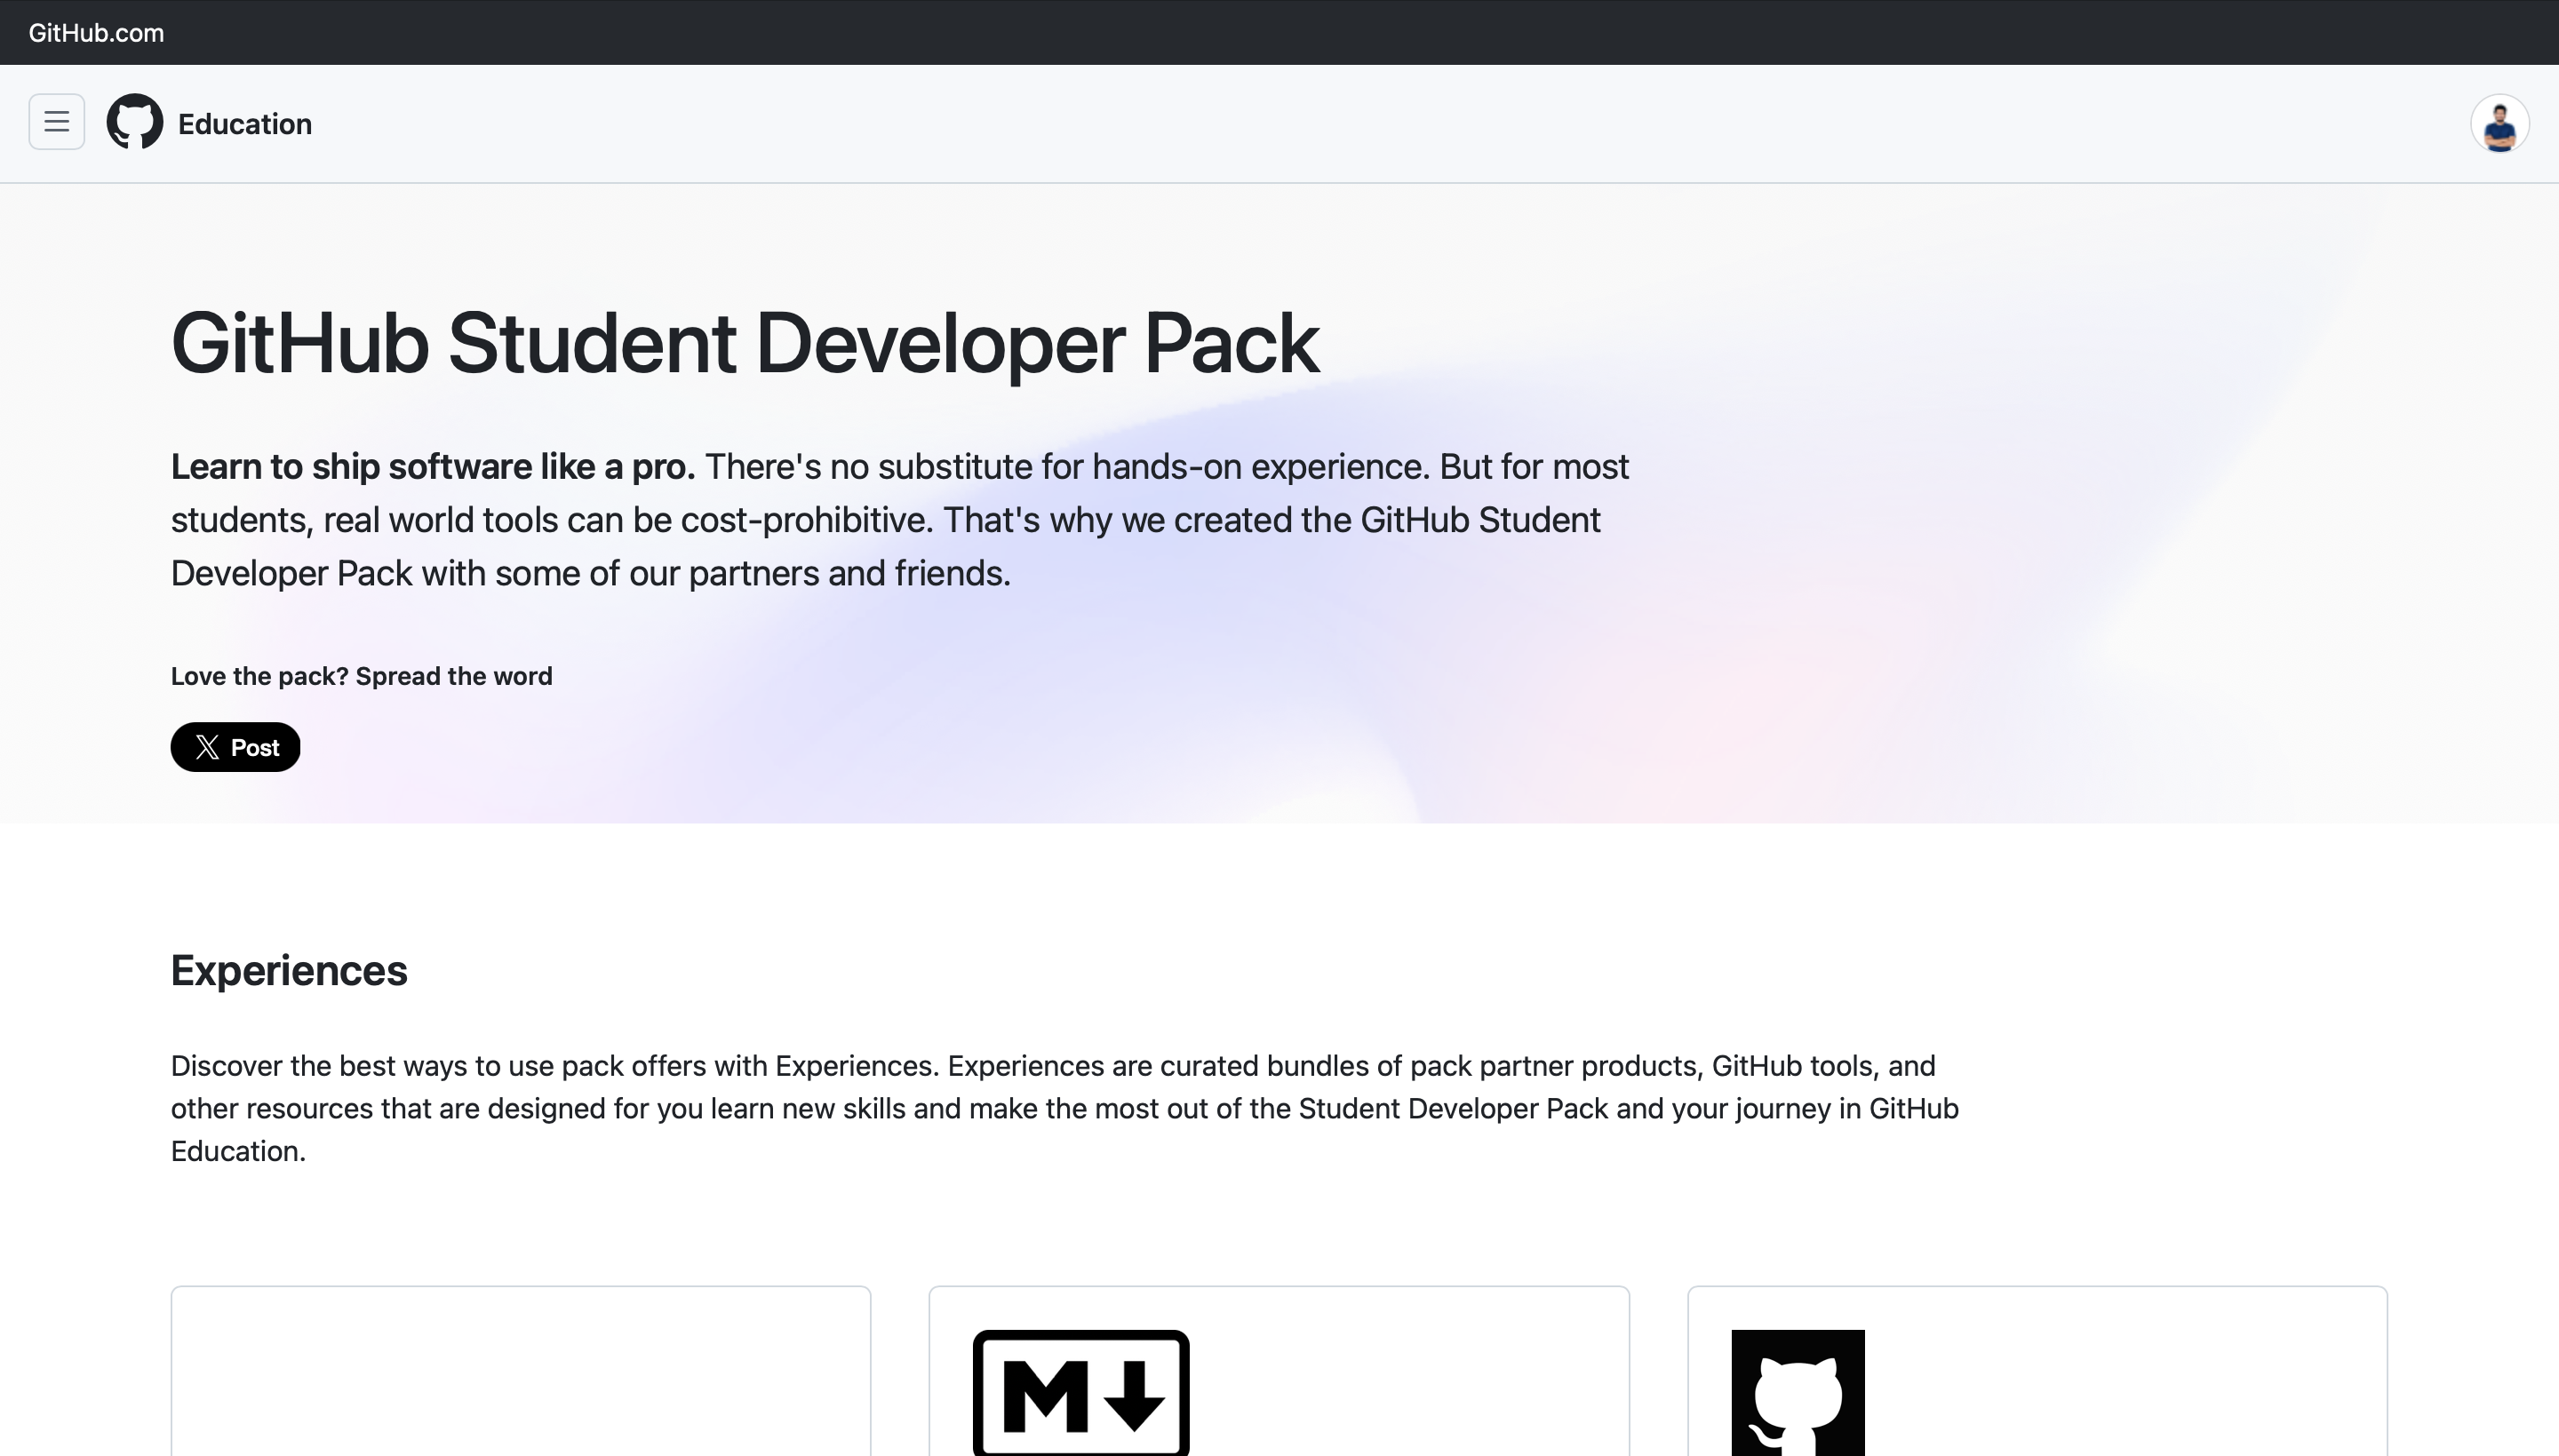 GitHub.com
Education
GitHub Student Developer Pack
Learn to ship software like a pro. There's no substitute for hands-on experience. But for most
students, real world tools can be cost-prohibitive. That's why we created the GitHub Student
Developer Pack with some of our partners and friends.
Love the pack? Spread the word
Post
Experiences
Discover the best ways to use pack offers with Experiences. Experiences are curated bundles of pack partner products, GitHub tools, and
other resources that are designed for you learn new skills and make the most out of the Student Developer Pack and your journey in GitHub
Education.
M